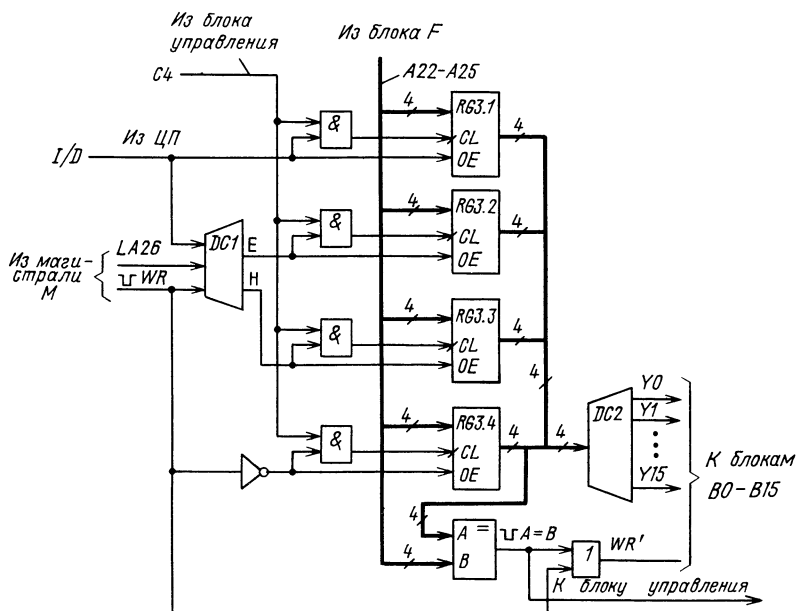 Из блока
управления
Из блока F
C4
A22-A25
4
RG3.1
4
&
CL
OE
I/D
Из ЦП
4
RG3.2
4
&
CL
OE
DC1
E
H
LA26
WR
Из маги-
страли
M
4
RG3.3
4
&
CL
OE
4
4
RG3.4
4
4
&
CL
OE
DC2
Y0
Y1
Y15
К блокам
B0-B15
4
A =
B
4
A=B
1
WR'
К блоку управления